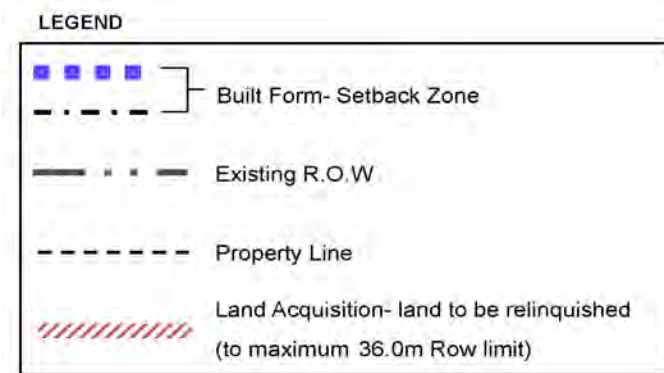 LEGEND
Built Form- Setback Zone
Existing R.O.W
Property Line
Land Acquisition- land to be relinquished
(to maximum 36.0m Row limit)